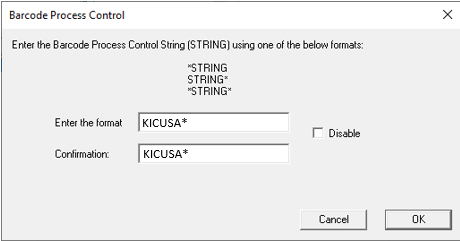 Barcode Process Control
Enter the Barcode Process Control String (STRING) using one of the below formats:
*STRING
STRING*
*STRING*
Enter the format KICUSA*
Disable
Confirmation: KICUSA*
Cancel OK